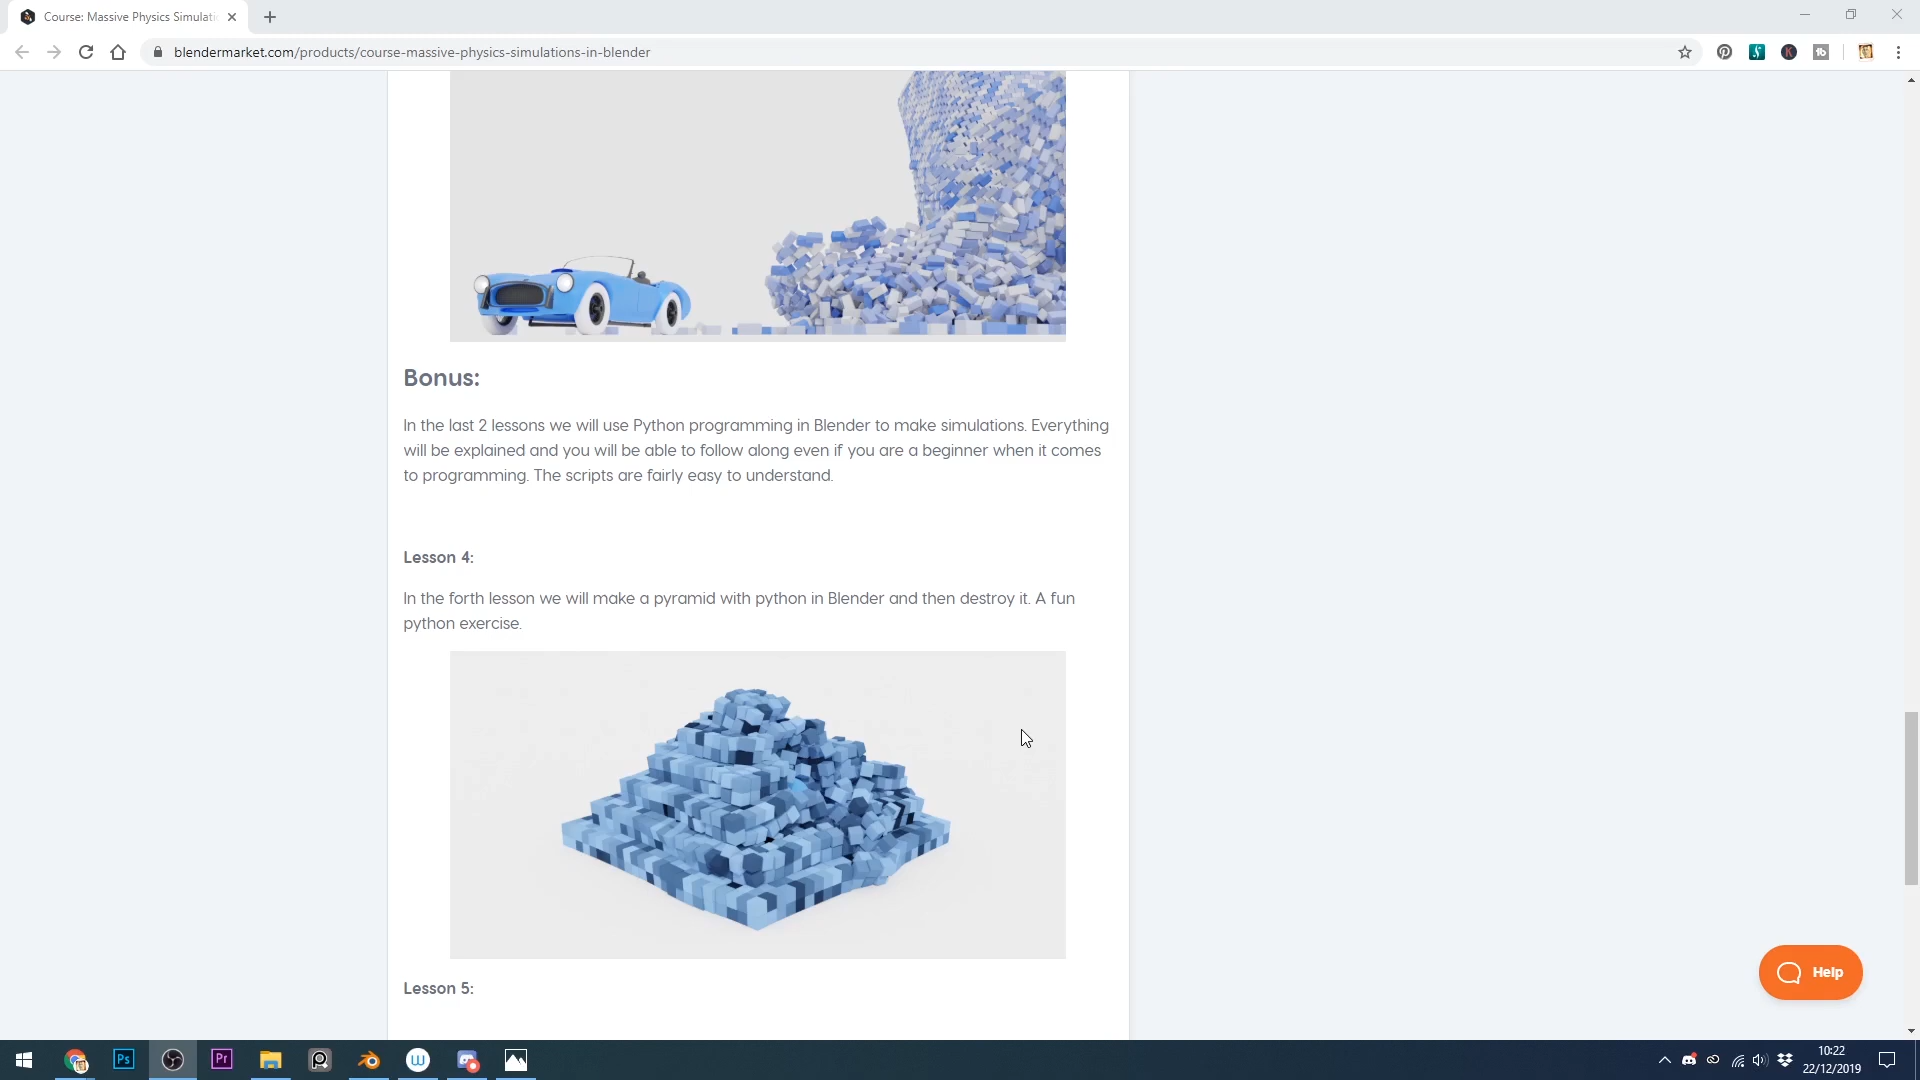 Course: Massive Physics Simulati
blendermarket.com/products/course-massive-physics-simulations-in-blender
Bonus:
In the last 2 lessons we will use Python programming in Blender to make simulations. Everything
will be explained and you will be able to follow along even if you are a beginner when it comes
to programming. The scripts are fairly easy to understand.
Lesson 4:
In the forth lesson we will make a pyramid with python in Blender and then destroy it. A fun
python exercise.
Lesson 5:
Help
Ps
Pr
10:22
22/12/2019